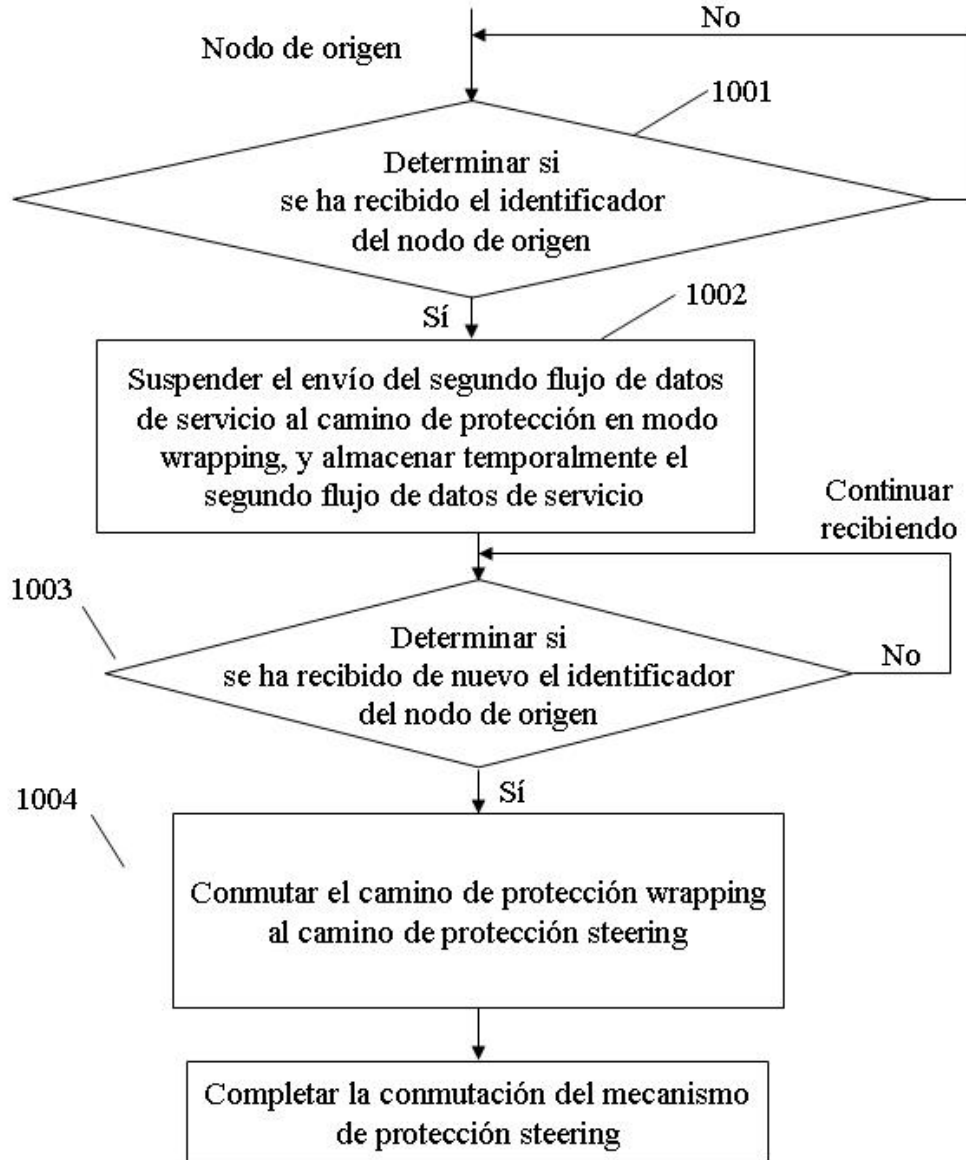 No
Nodo de origen
1001
Determinar si
se ha recibido el identificador
del nodo de origen
1002
Sí
Suspender el envío del segundo flujo de datos
de servicio al camino de protección en modo
wrapping, y almacenar temporalmente el
segundo flujo de datos de servicio
Continuar
recibiendo
1003
Determinar si
se ha recibido de nuevo el identificador
del nodo de origen
No
Sí
1004
Conmutar el camino de protección wrapping
al camino de protección steering
Completar la conmutación del mecanismo
de protección steering